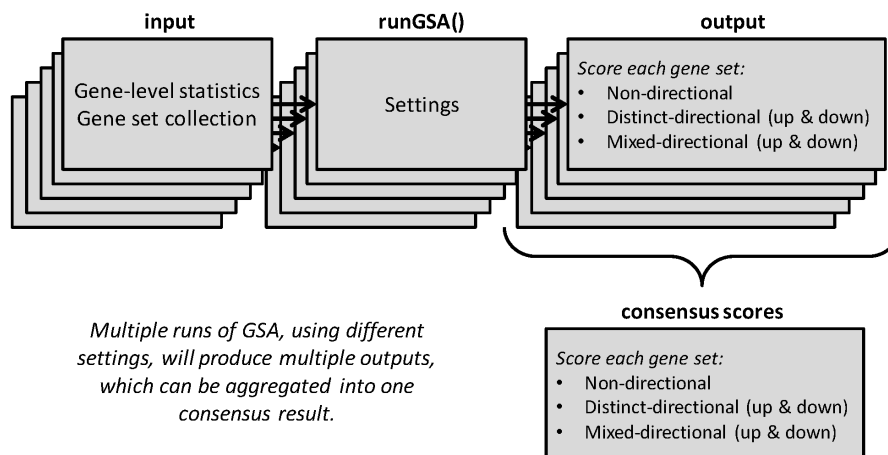 input
runGSA()
output
Gene-level statistics
Gene set collection
Settings
Score each gene set:
• Non-directional
• Distinct-directional (up & down)
• Mixed-directional (up & down)
consensus scores
Multiple runs of GSA, using different
settings, will produce multiple outputs,
which can be aggregated into one
consensus result.
Score each gene set:
• Non-directional
• Distinct-directional (up & down)
• Mixed-directional (up & down)